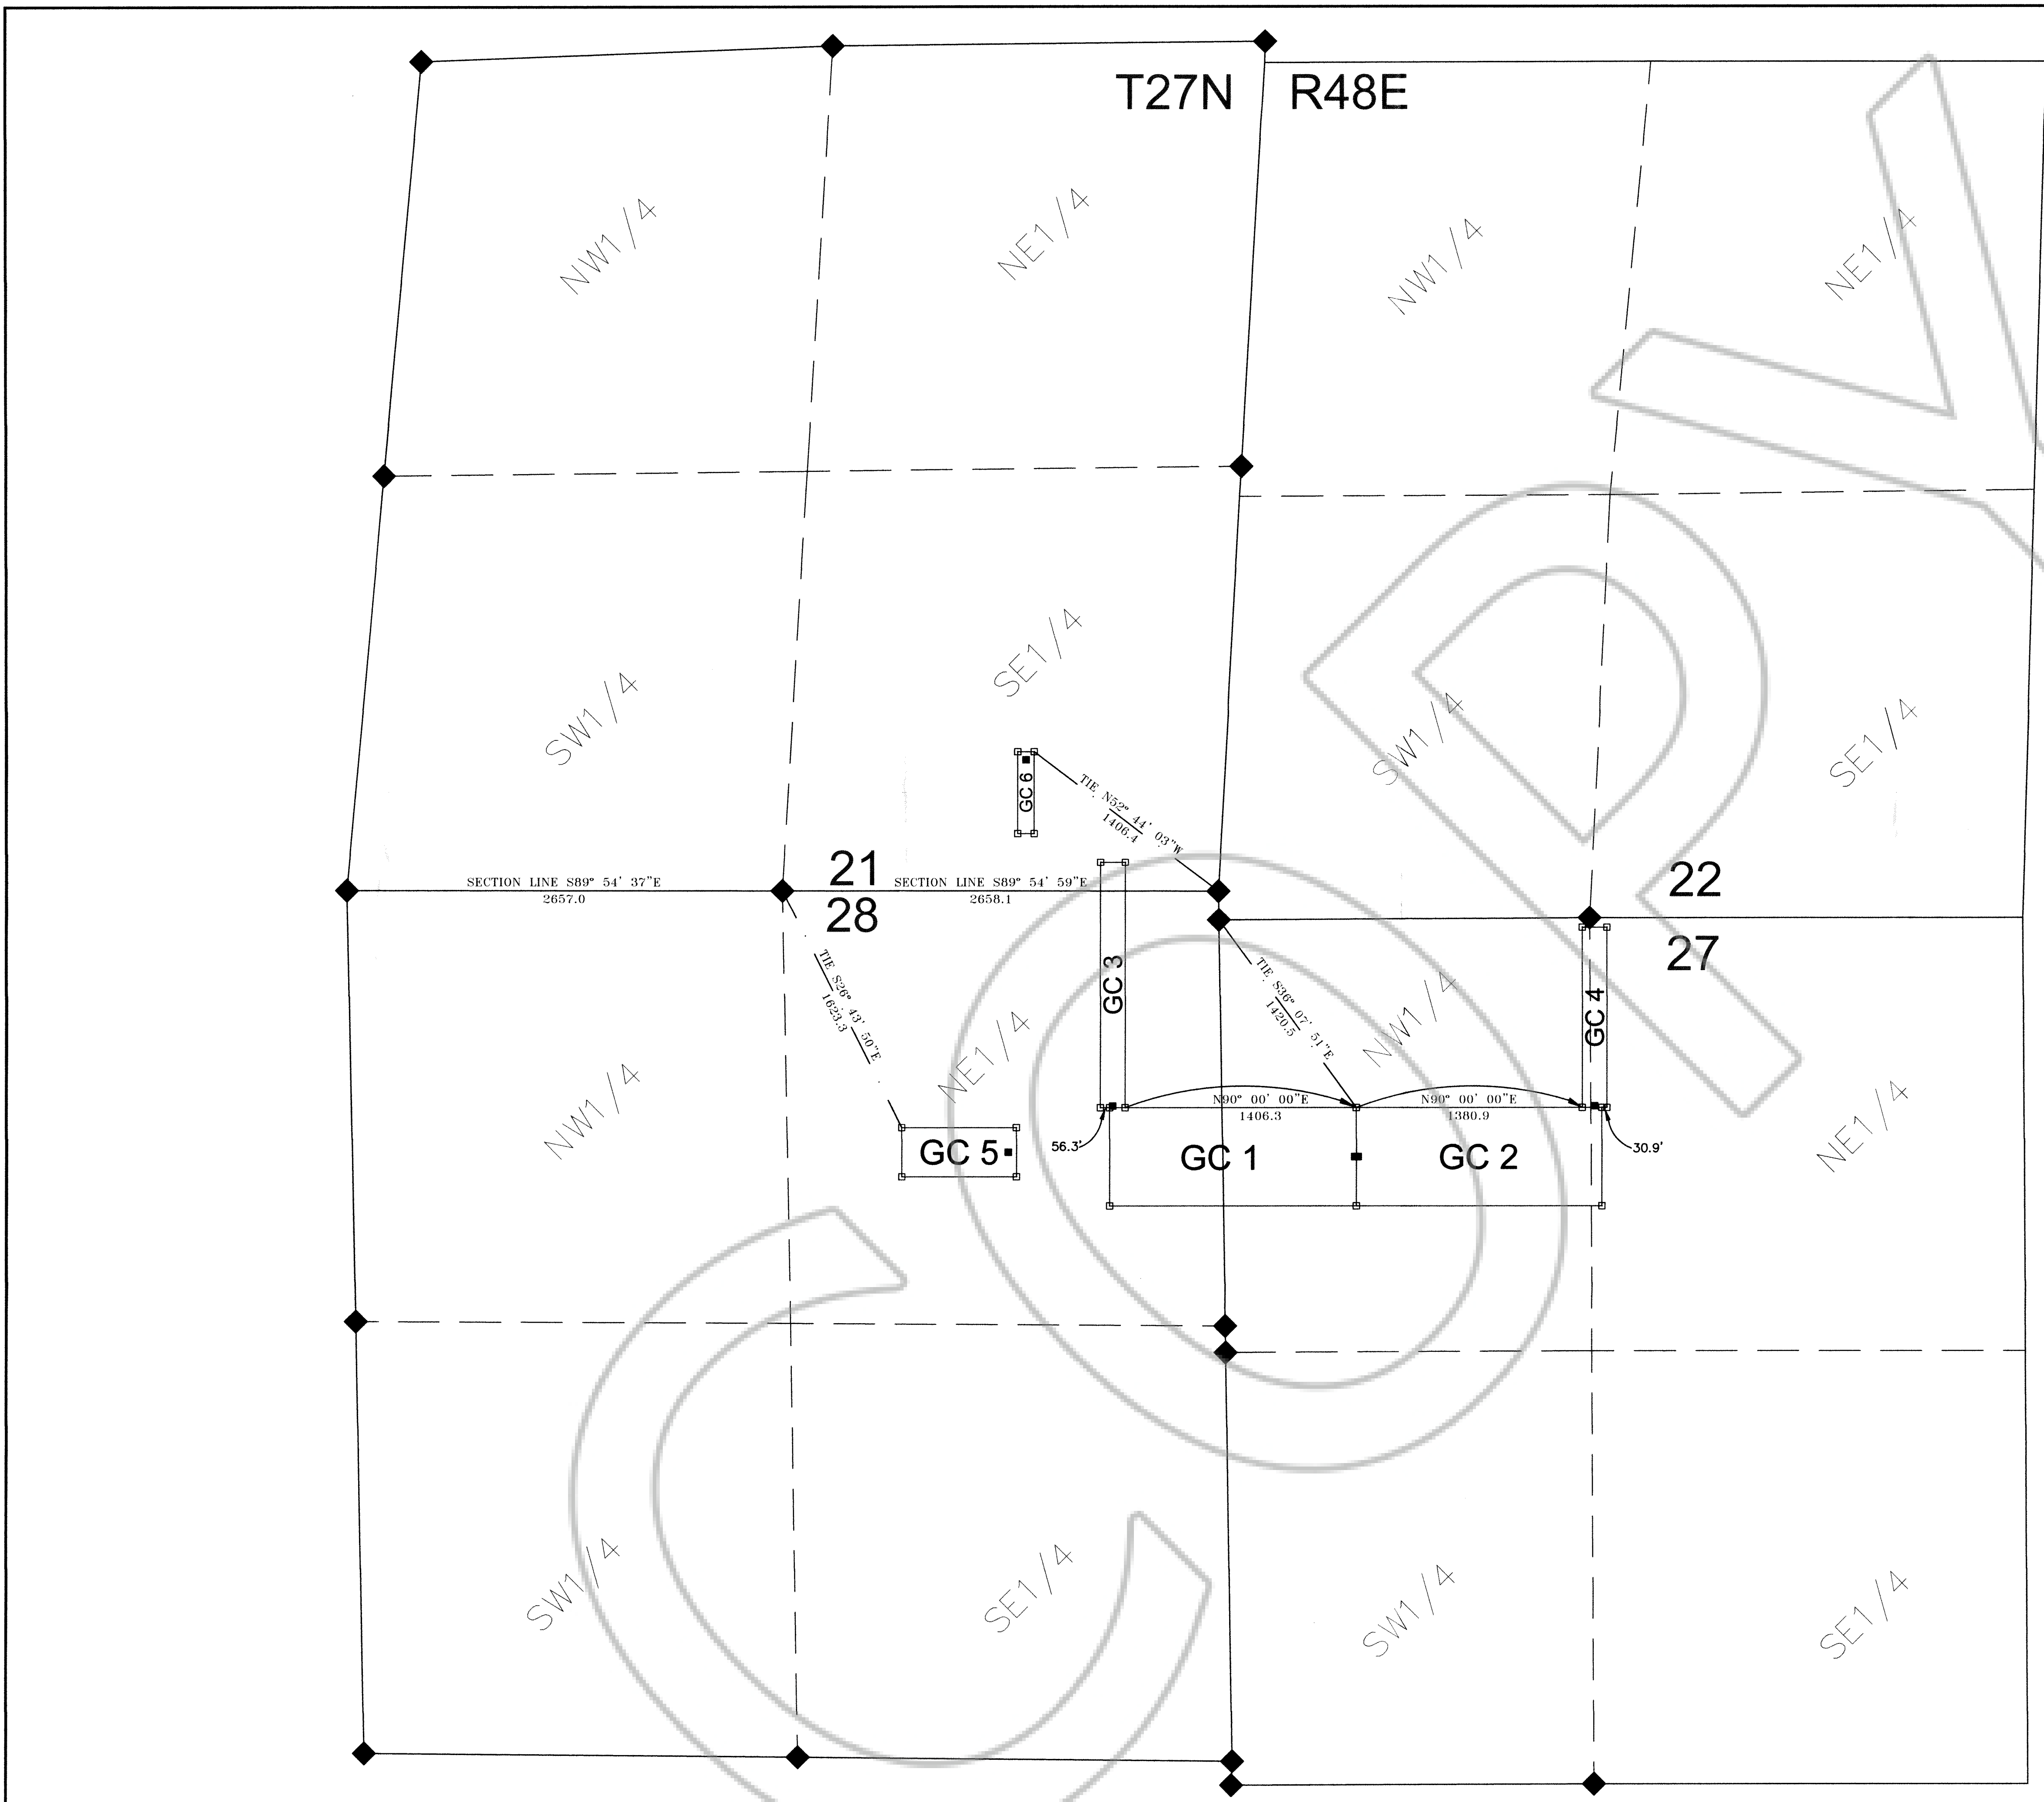 T27N R48E
NW1/4
NE1/4
NW1/4
NE1/4
SW1/4
SE1/4
SW1/4
SE1/4
GC 6
TIE N52° 44' 03"W
1406.4
21
22
SECTION LINE S89° 54' 37"E
2657.0
SECTION LINE S89° 54' 59"E
2658.1
28
27
TIE S26° 43' 50"E
1623.3
GC 3
TIE S36° 07' 51"E
1420.5
GC 4
NW1/4
NE1/4
NW1/4
NE1/4
N90° 00' 00"E
1406.3
N90° 00' 00"E
1380.9
56.3'
30.9'
GC 5
GC 1
GC 2
SW1/4
SE1/4
SW1/4
SE1/4
COPY